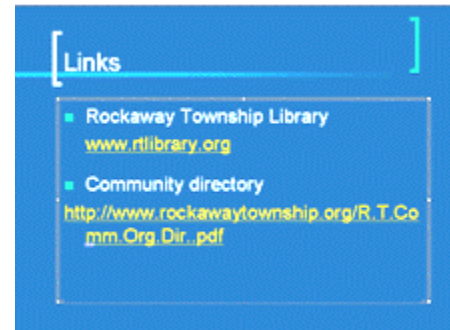 Links
Rockaway Township Library
www.rtlibrary.org
Community directory
http://www.rockawaytownship.org/R.T.Co
mm.Org.Dir..pdf